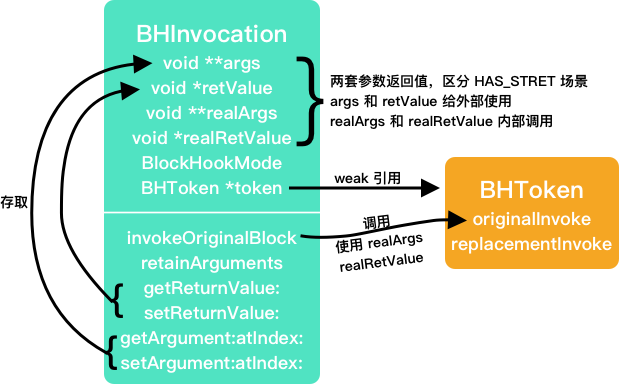 BHInvocation
void **args
void *retValue
void **realArgs
void *realRetValue
BlockHookMode
BHToken *token
两套参数返回值，区分 HAS_STRET 场景
args 和 retValue 给外部使用
realArgs 和 realRetValue 内部调用
weak 引用
BHToken
originalInvoke
replacementInvoke
存取
调用
使用 realArgs
realRetValue
invokeOriginalBlock
retainArguments
getReturnValue:
setReturnValue:
getArgument:atIndex:
setArgument:atIndex: